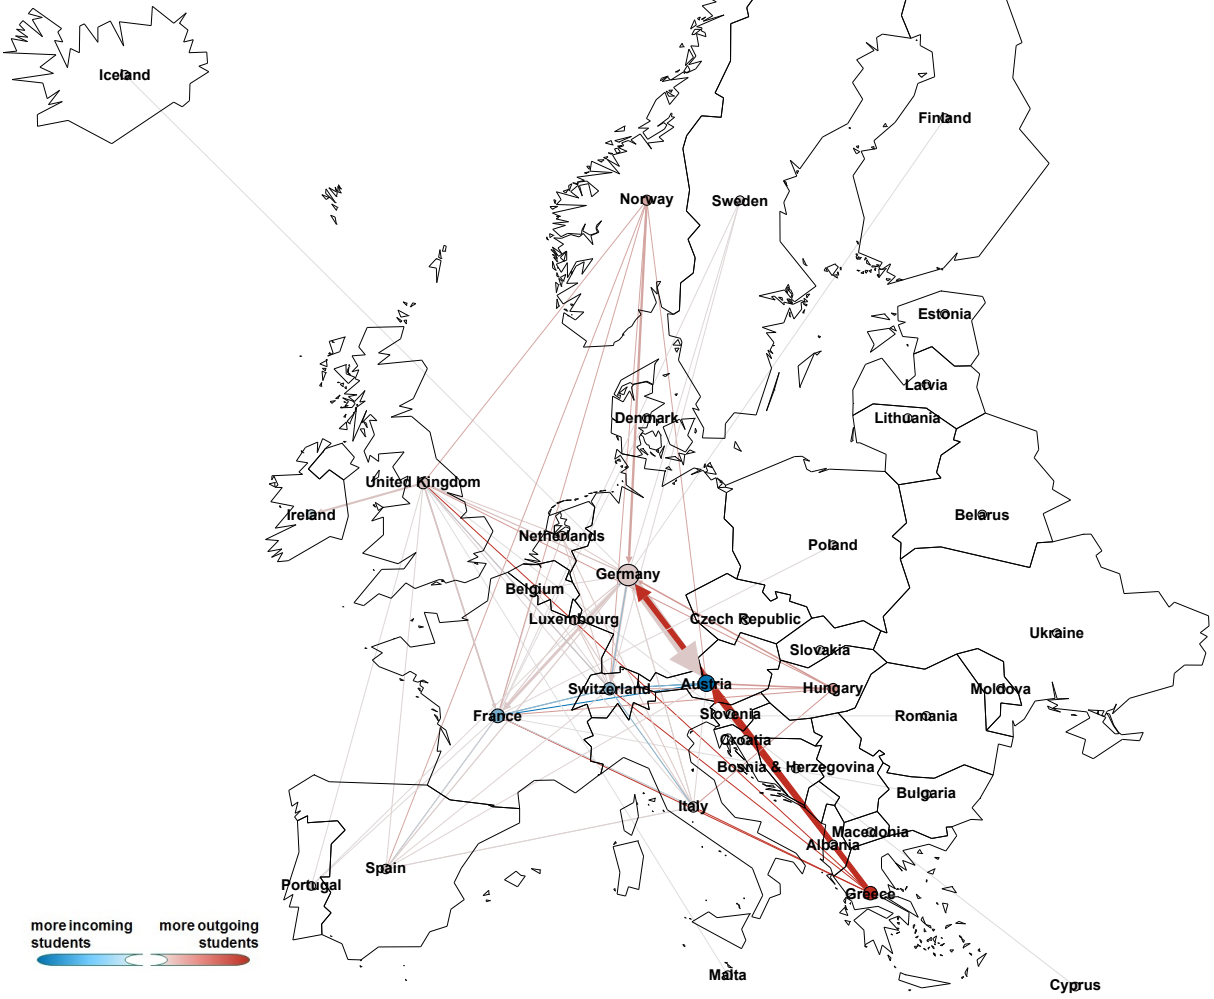 Iceland
Finland
Norway
Sweden
Estonia
Latvia
Denmark
Lithuania
United Kingdom
Ireland
Belarus
Netherlands
Poland
Germany
Belgium
Luxembourg
Czech Republic
Ukraine
Slovakia
Switzerland
Austria
Hungary
Moldova
France
Slovenia
Romania
Croatia
Bosnia & Herzegovina
Bulgaria
Italy
Macedonia
Albania
Spain
Portugal
Greece
more incoming
students
more outgoing
students
Malta
Cyprus